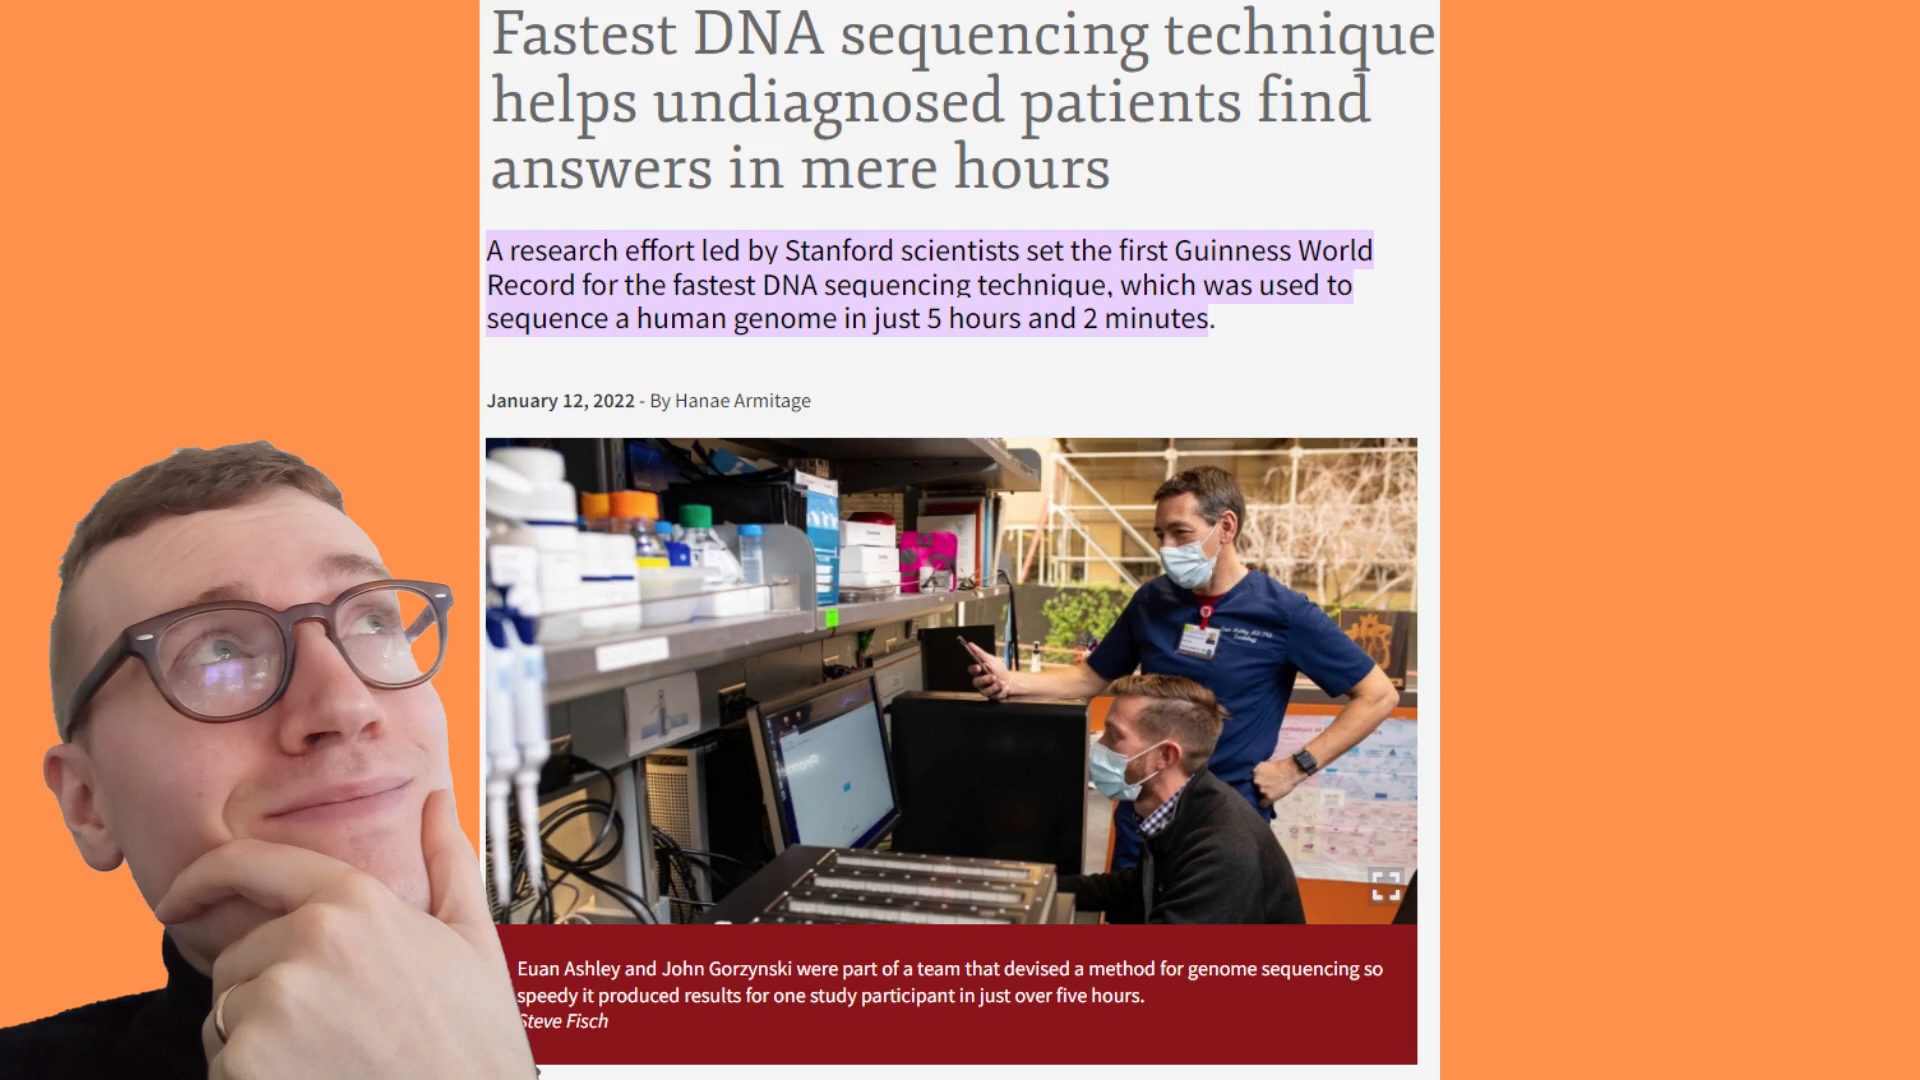 Fastest DNA sequencing technique
helps undiagnosed patients find
answers in mere hours
A research effort led by Stanford scientists set the first Guinness World
Record for the fastest DNA sequencing technique, which was used to
sequence a human genome in just 5 hours and 2 minutes.
January 12, 2022 - By Hanae Armitage
Euan Ashley and John Gorzynski were part of a team that devised a method for genome sequencing so
speedy it produced results for one study participant in just over five hours.
Steve Fisch